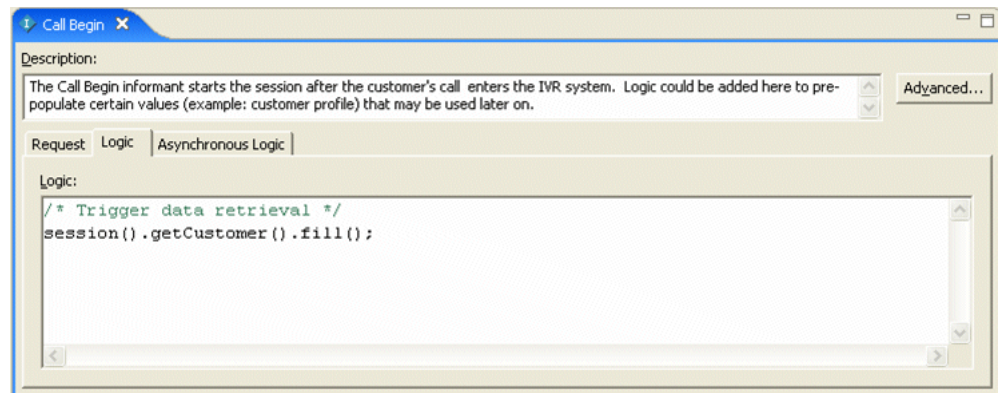 Call Begin
Description:
The Call Begin informant starts the session after the customer's call enters the IVR system. Logic could be added here to pre-
populate certain values (example: customer profile) that may be used later on.
Advanced...
Request Logic Asynchronous Logic
Logic:
/* Trigger data retrieval */
session().getCustomer().fill();